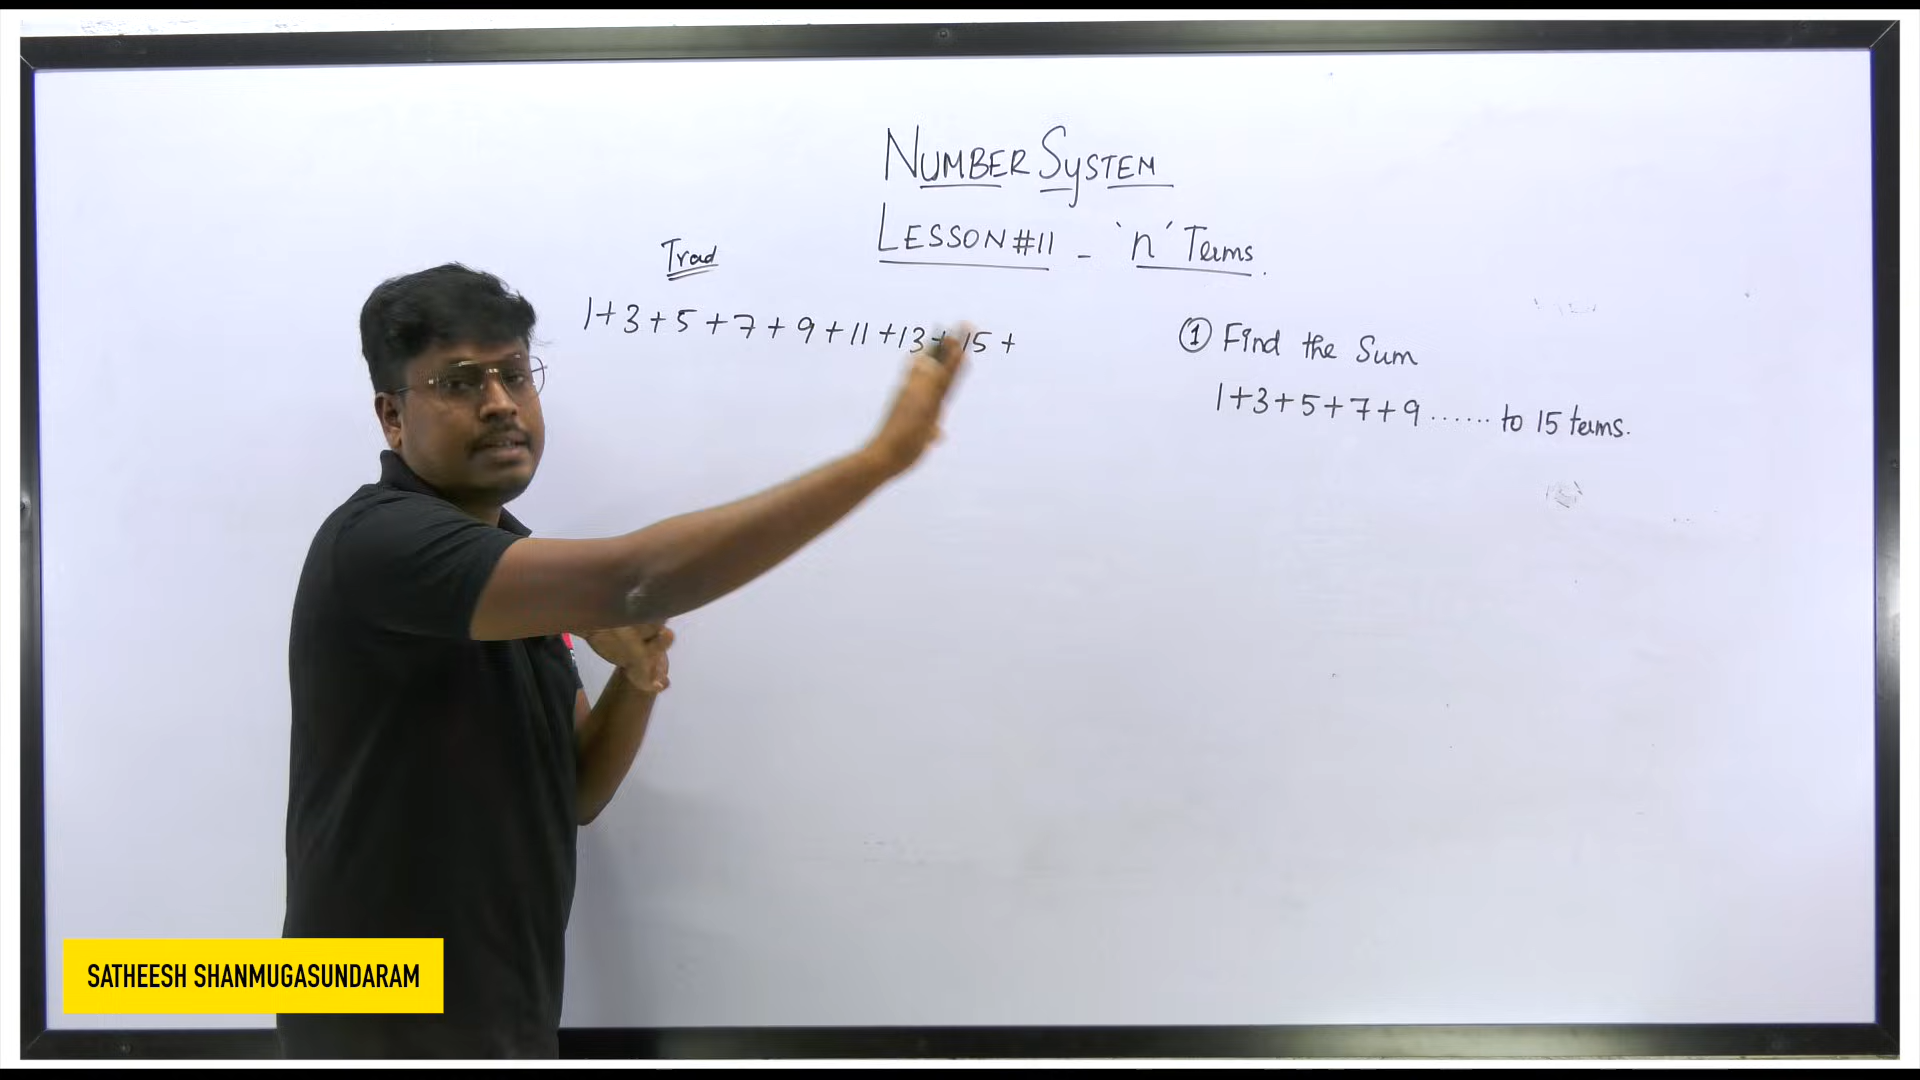 NUMBER SYSTEM
LESSON #11 - 'n' Terms.
Trad
1+3+5+7+9+11+13+15+
① Find the Sum
1+3+5+7+9...... to 15 terms.
SATHEESH SHANMUGASUNDARAM